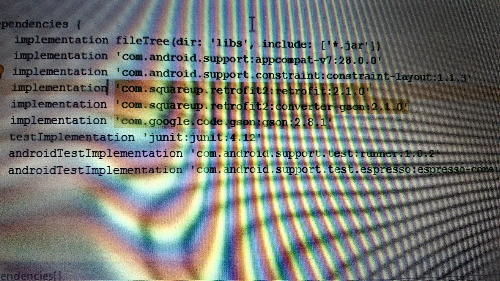 ependencies {
implementation fileTree(dir: 'libs', include: ['*.jar'])
implementation 'com.android.support:appcompat-v7:28.0.0'
implementation 'com.android.support.constraint:constraint-layout:1.1.3'
implementation 'com.squareup.retrofit2:retrofit:2.1.0'
implementation 'com.squareup.retrofit2:converter-gson:2.1.0'
implementation 'com.google.code.gson:gson:2.8.1'
testImplementation 'junit:junit:4.12'
androidTestImplementation 'com.android.support.test:runner:1.0.2'
androidTestImplementation 'com.android.support.test.espresso:espresso-core
endencies{}